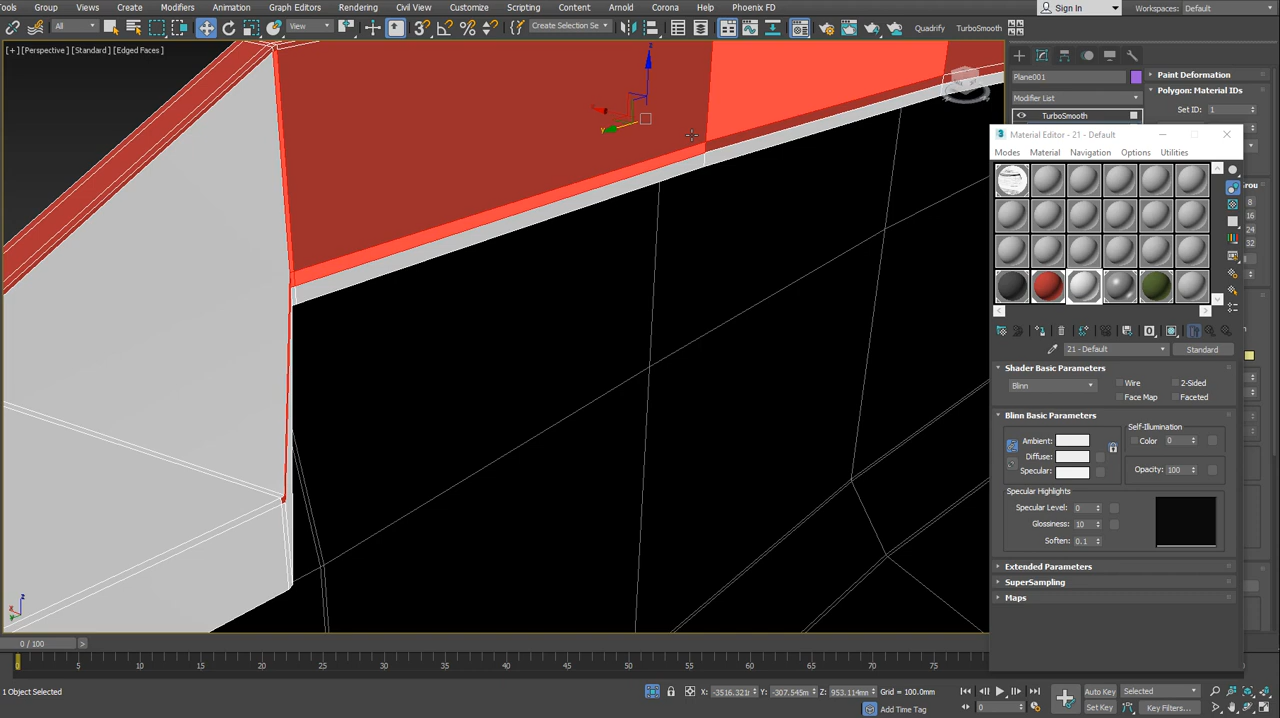 Tools Group Views Create Modifiers Animation Graph Editors Rendering Civil View Customize Scripting Content Arnold Corona Help Phoenix FD Sign In Workspaces: Default
All View Create Selection Se Quadrify TurboSmooth
[+] [Perspective] [Standard] [Edged Faces]
Plane001
Modifier List
TurboSmooth
Paint Deformation
Polygon: Material IDs
Set ID: 1
Material Editor - 21 - Default
Modes Material Navigation Options Utilities
8
16
24
32
21 - Default Standard
Shader Basic Parameters
Blinn Wire 2-Sided
Face Map Faceted
Blinn Basic Parameters
Self-Illumination
Ambient: Color 0
Diffuse:
Specular: Opacity: 100
Specular Highlights
Specular Level: 0
Glossiness: 10
Soften: 0.1
Extended Parameters
SuperSampling
Maps
z
x
y
z
0 / 100
0 5 10 15 20 25 30 35 40 45 50 55 60 65 70 75
1 Object Selected X: -3516.321m Y: -307.545m Z: 953.114mm Grid = 100.0mm Auto Key Selected
Add Time Tag 0 Set Key Key Filters...